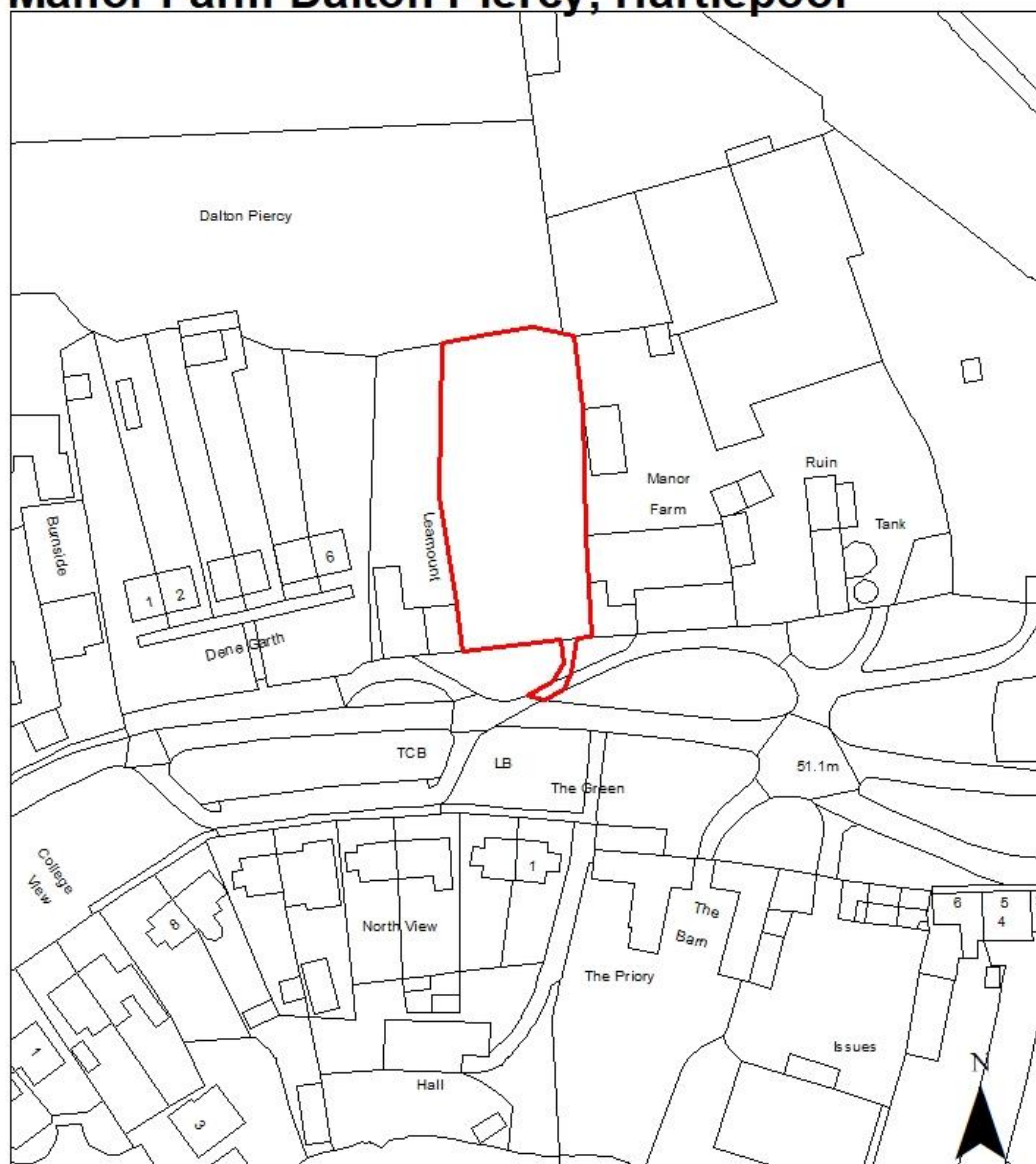 Manor Farm Dalton Piercy, Hartlepool
Dalton Piercy
Ruin
Manor
Farm
Tank
Leamount
Burnside
6
1
2
Dene Garth
TCB
LB
51.1m
The Green
College
View
1
8
North View
The
Barn
6
5
4
The Priory
1
Issues
Hall
3
N